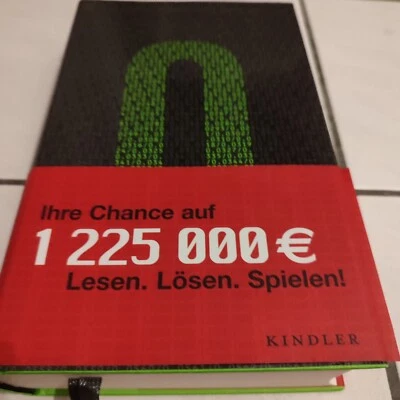 Ihre Chance auf
1 225 000 €
Lesen. Lösen. Spielen!
KINDLER